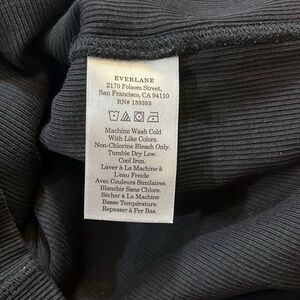 EVERLANE
2170 Folsom Street,
San Francisco, CA 94110
RN# 139393
Machine Wash Cold
With Like Colors.
Non-Chlorine Bleach Only.
Tumble Dry Low.
Cool Iron.
Laver à La Machine à
L'eau Froide
Avec Couleurs Similaires.
Blanchir Sans Chlore.
Sécher à La Machine
Basse Température.
Repasser à Fer Bas.